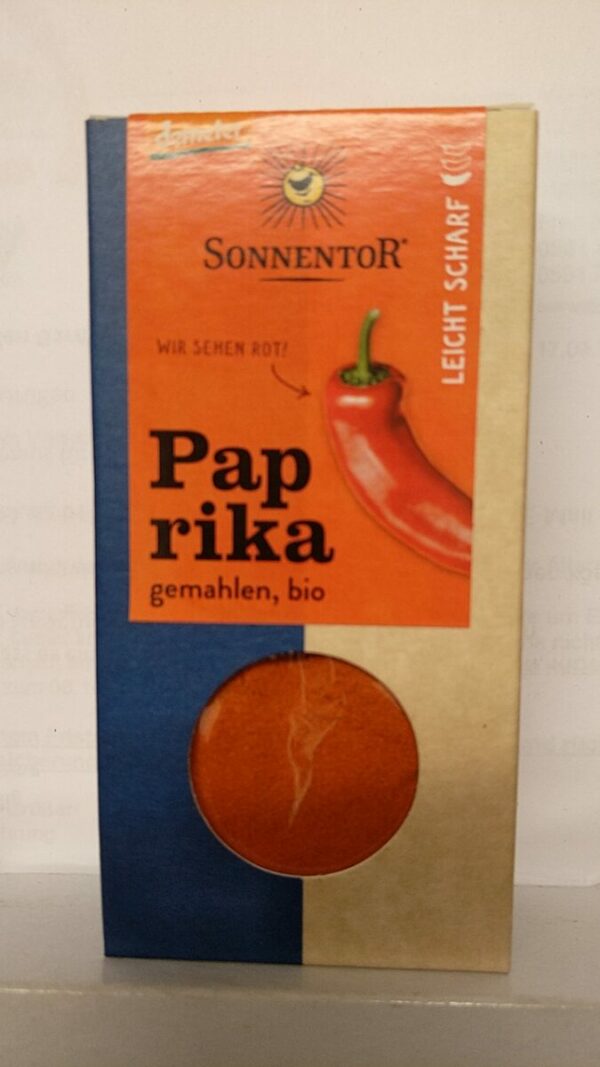 demeter
SONNENTOR®
LEICHT SCHARF
WIR SEHEN ROT!
Pap
rika
gemahlen, bio